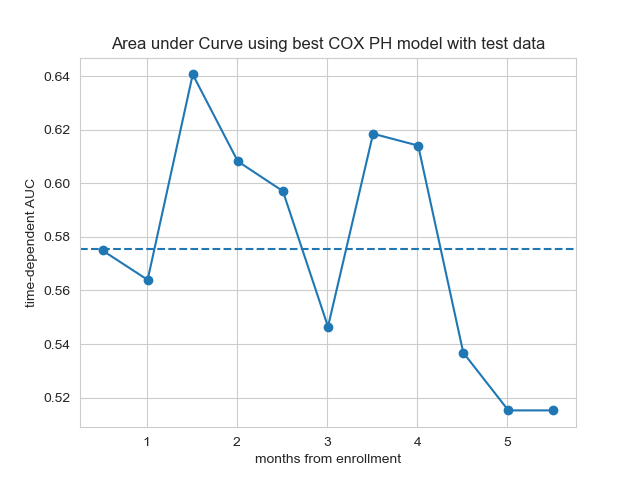 Area under Curve using best COX PH model with test data
time-dependent AUC
0.64
0.62
0.60
0.58
0.56
0.54
0.52
1 2 3 4 5
months from enrollment